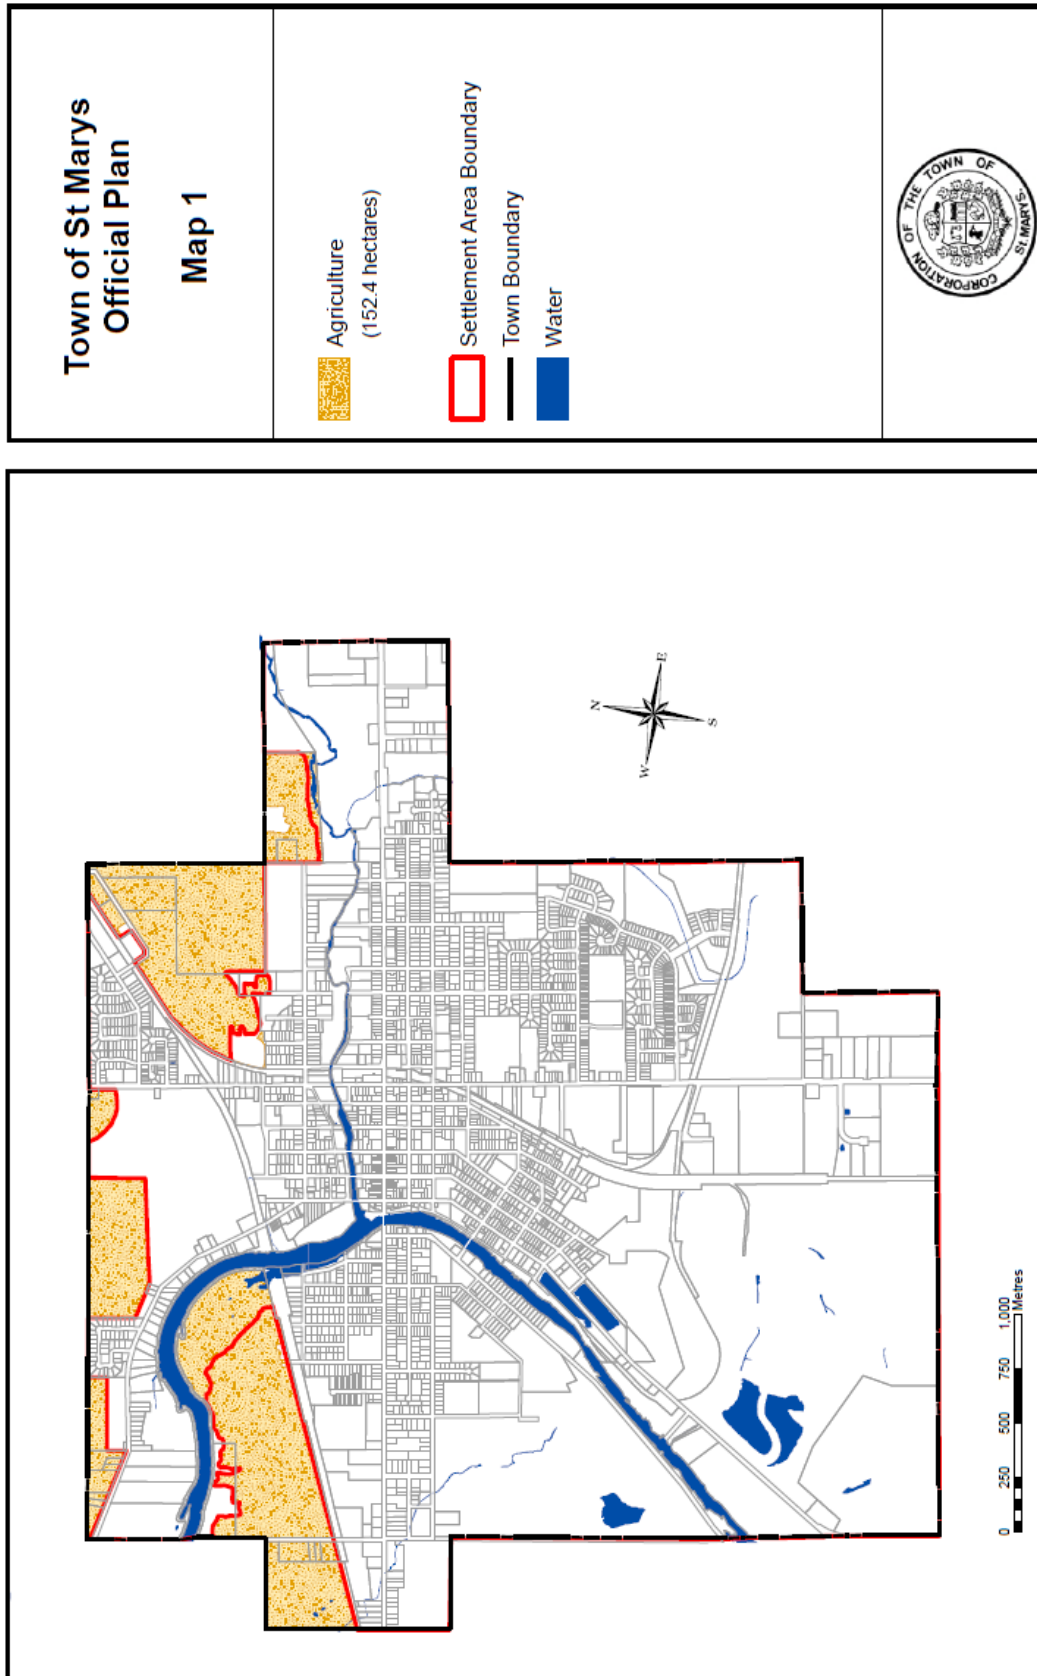 Town of St Marys
Official Plan
Map 1
Agriculture
(152.4 hectares)
Settlement Area Boundary
Town Boundary
Water
CORPORATION OF THE TOWN OF
St. MARYS.
N
E
S
W
0 250 500 750 1,000
Metres